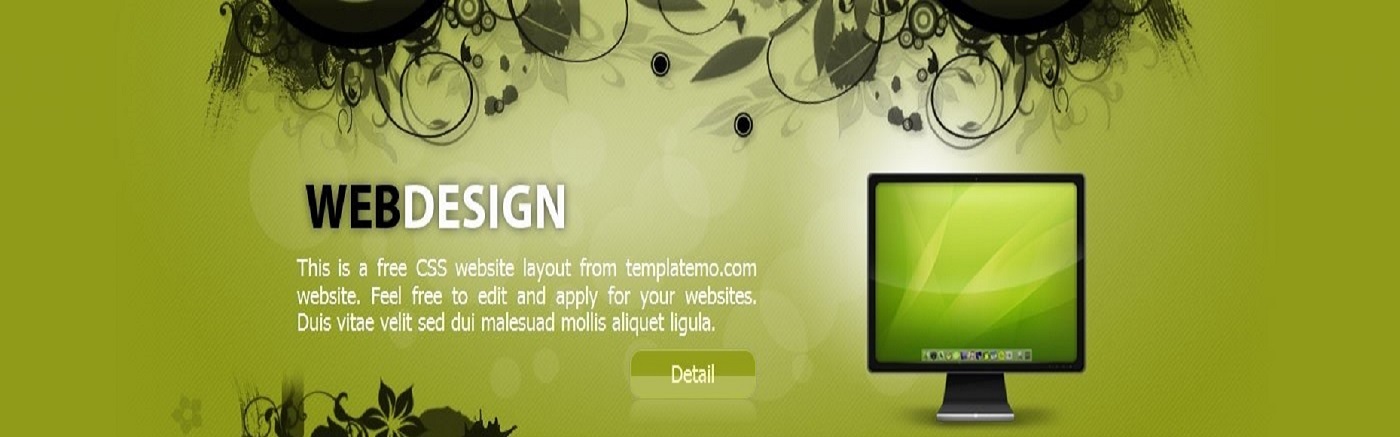 WEBDESIGN
This is a free CSS website layout from templatemo.com
website. Feel free to edit and apply for your websites.
Duis vitae velit sed dui malesuad mollis aliquet ligula.
Detail